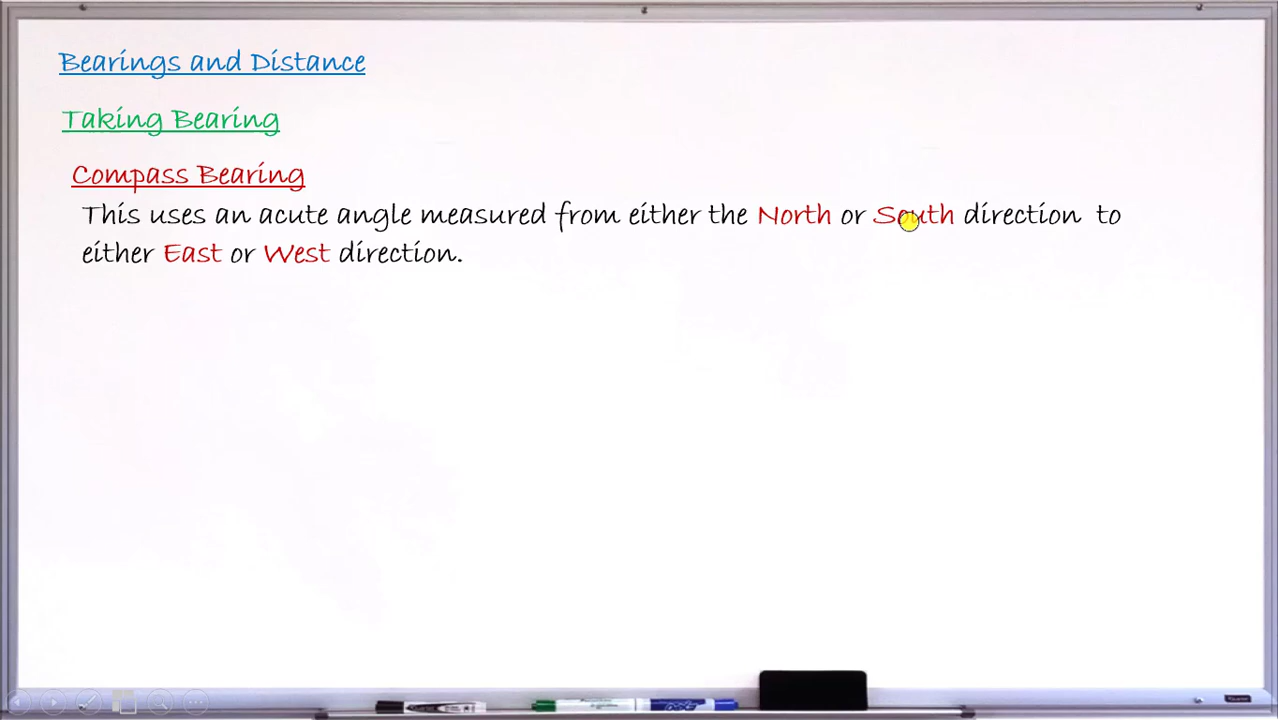 Bearings and Distance
Taking Bearing
Compass Bearing
This uses an acute angle measured from either the North or South direction to
either East or West direction.